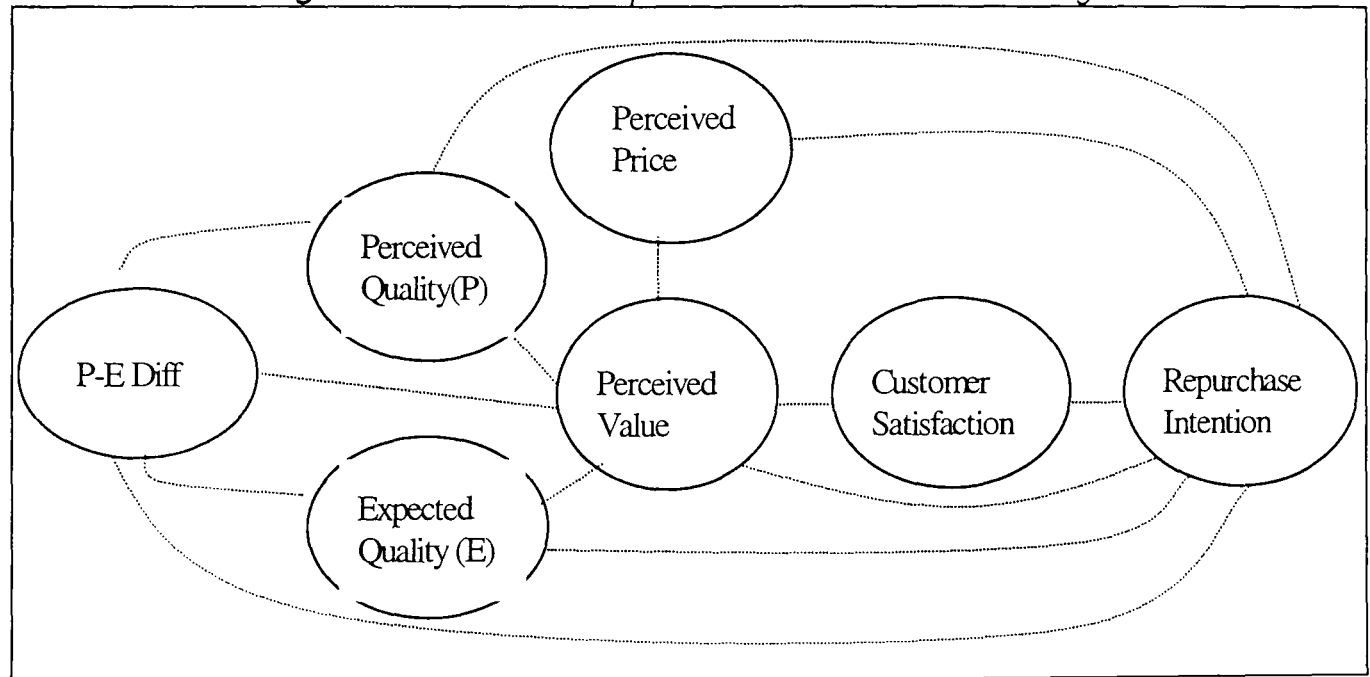 Perceived
Price
Perceived
Quality(P)
P-E Diff
Perceived
Value
Customer
Satisfaction
Repurchase
Intention
Expected
Quality (E)